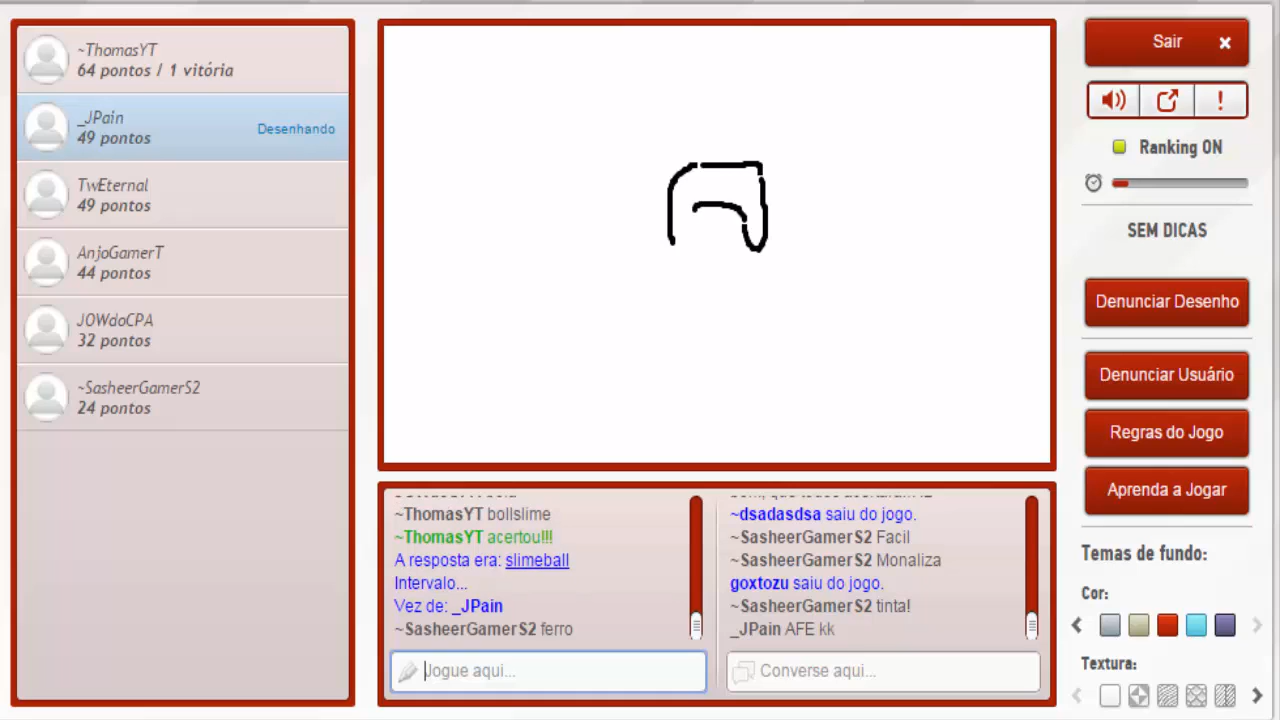 ~ThomasYT
64 pontos / 1 vitória
_JPain
49 pontos
Desenhando
TwEternal
49 pontos
AnjoGamerT
44 pontos
JOWdoCPA
32 pontos
~SasheerGamerS2
24 pontos
~ThomasYT bollslime
~ThomasYT acertou!!!
A resposta era: slimeball
Intervalo...
Vez de: _JPain
~SasheerGamerS2 ferro
Jogue aqui...
~dsadasdsa saiu do jogo.
~SasheerGamerS2 Facil
~SasheerGamerS2 Monaliza
goxtozu saiu do jogo.
~SasheerGamerS2 tinta!
_JPain AFE kk
Converse aqui...
Sair
Ranking ON
SEM DICAS
Denunciar Desenho
Denunciar Usuário
Regras do Jogo
Aprenda a Jogar
Temas de fundo:
Cor:
Textura: